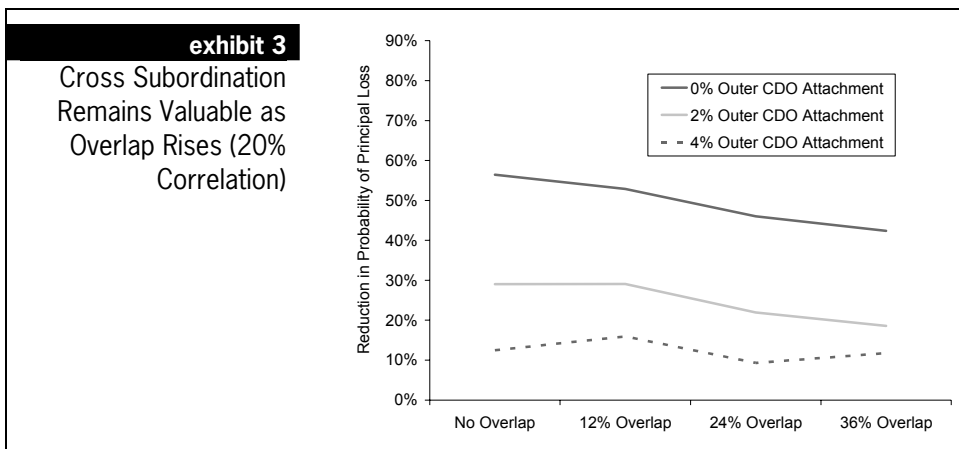 exhibit 3
Cross Subordination
Remains Valuable as
Overlap Rises (20%
Correlation)
Reduction in Probability of Principal Loss
90%
80%
70%
60%
50%
40%
30%
20%
10%
0%
0% Outer CDO Attachment
2% Outer CDO Attachment
4% Outer CDO Attachment
No Overlap
12% Overlap
24% Overlap
36% Overlap